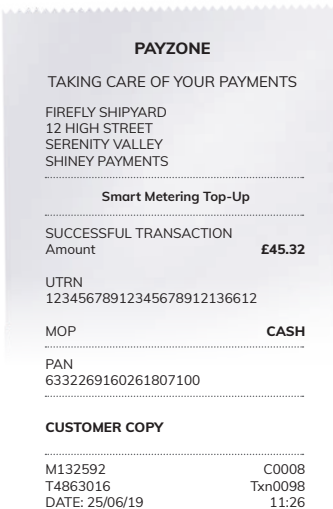 PAYZONE
TAKING CARE OF YOUR PAYMENTS
FIREFLY SHIPYARD
12 HIGH STREET
SERENITY VALLEY
SHINEY PAYMENTS
Smart Metering Top-Up
SUCCESSFUL TRANSACTION
Amount £45.32
UTRN
12345678912345678912136612
MOP CASH
PAN
6332269160261807100
CUSTOMER COPY
M132592 C0008
T4863016 Txn0098
DATE: 25/06/19 11:26